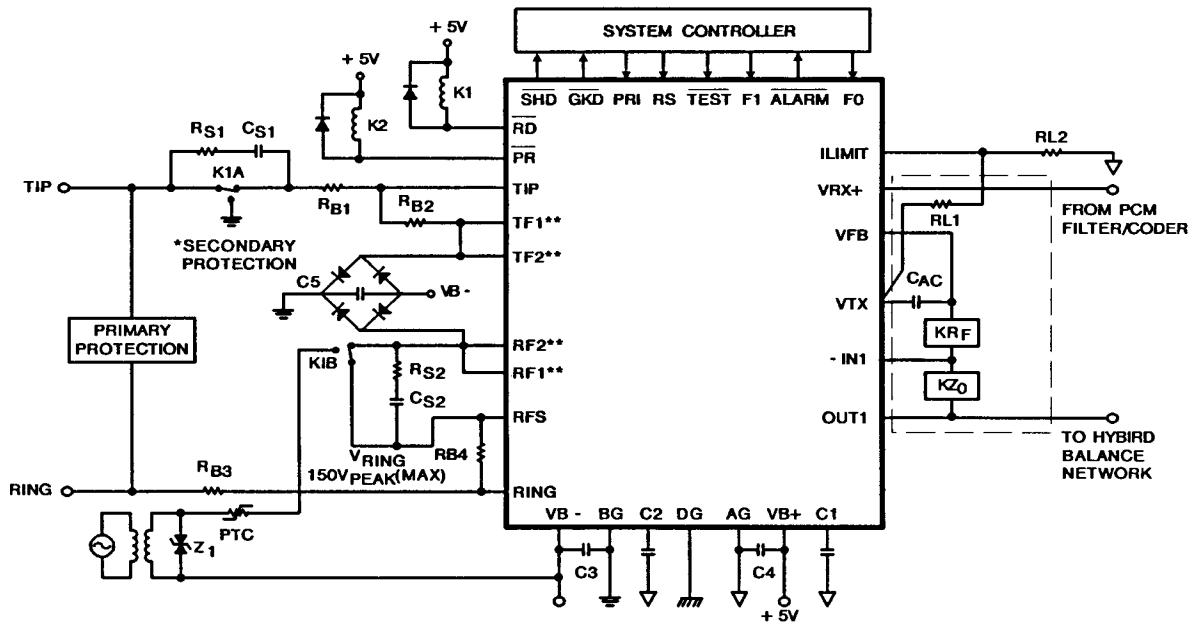 SYSTEM CONTROLLER
+ 5V
+ 5V
K1
K2
SHD GKD PRI RS TEST F1 ALARM F0
RD
PR
RS1 CS1
K1A
TIP
TIP
RB1
RB2
TF1**
TF2**
*SECONDARY
PROTECTION
C5
VB -
PRIMARY
PROTECTION
KIB
RF2**
RF1**
RS2
CS2
RFS
VRING
150VPEAK(MAX)
RB4
RB3
RING
RING
PTC
Z1
ILIMIT
RL2
VRX+
FROM PCM
FILTER/CODER
RL1
VFB
CAC
VTX
KRF
- IN1
KZ0
OUT1
TO HYBIRD
BALANCE
NETWORK
VB - BG C2 DG AG VB+ C1
C3
C4
+ 5V